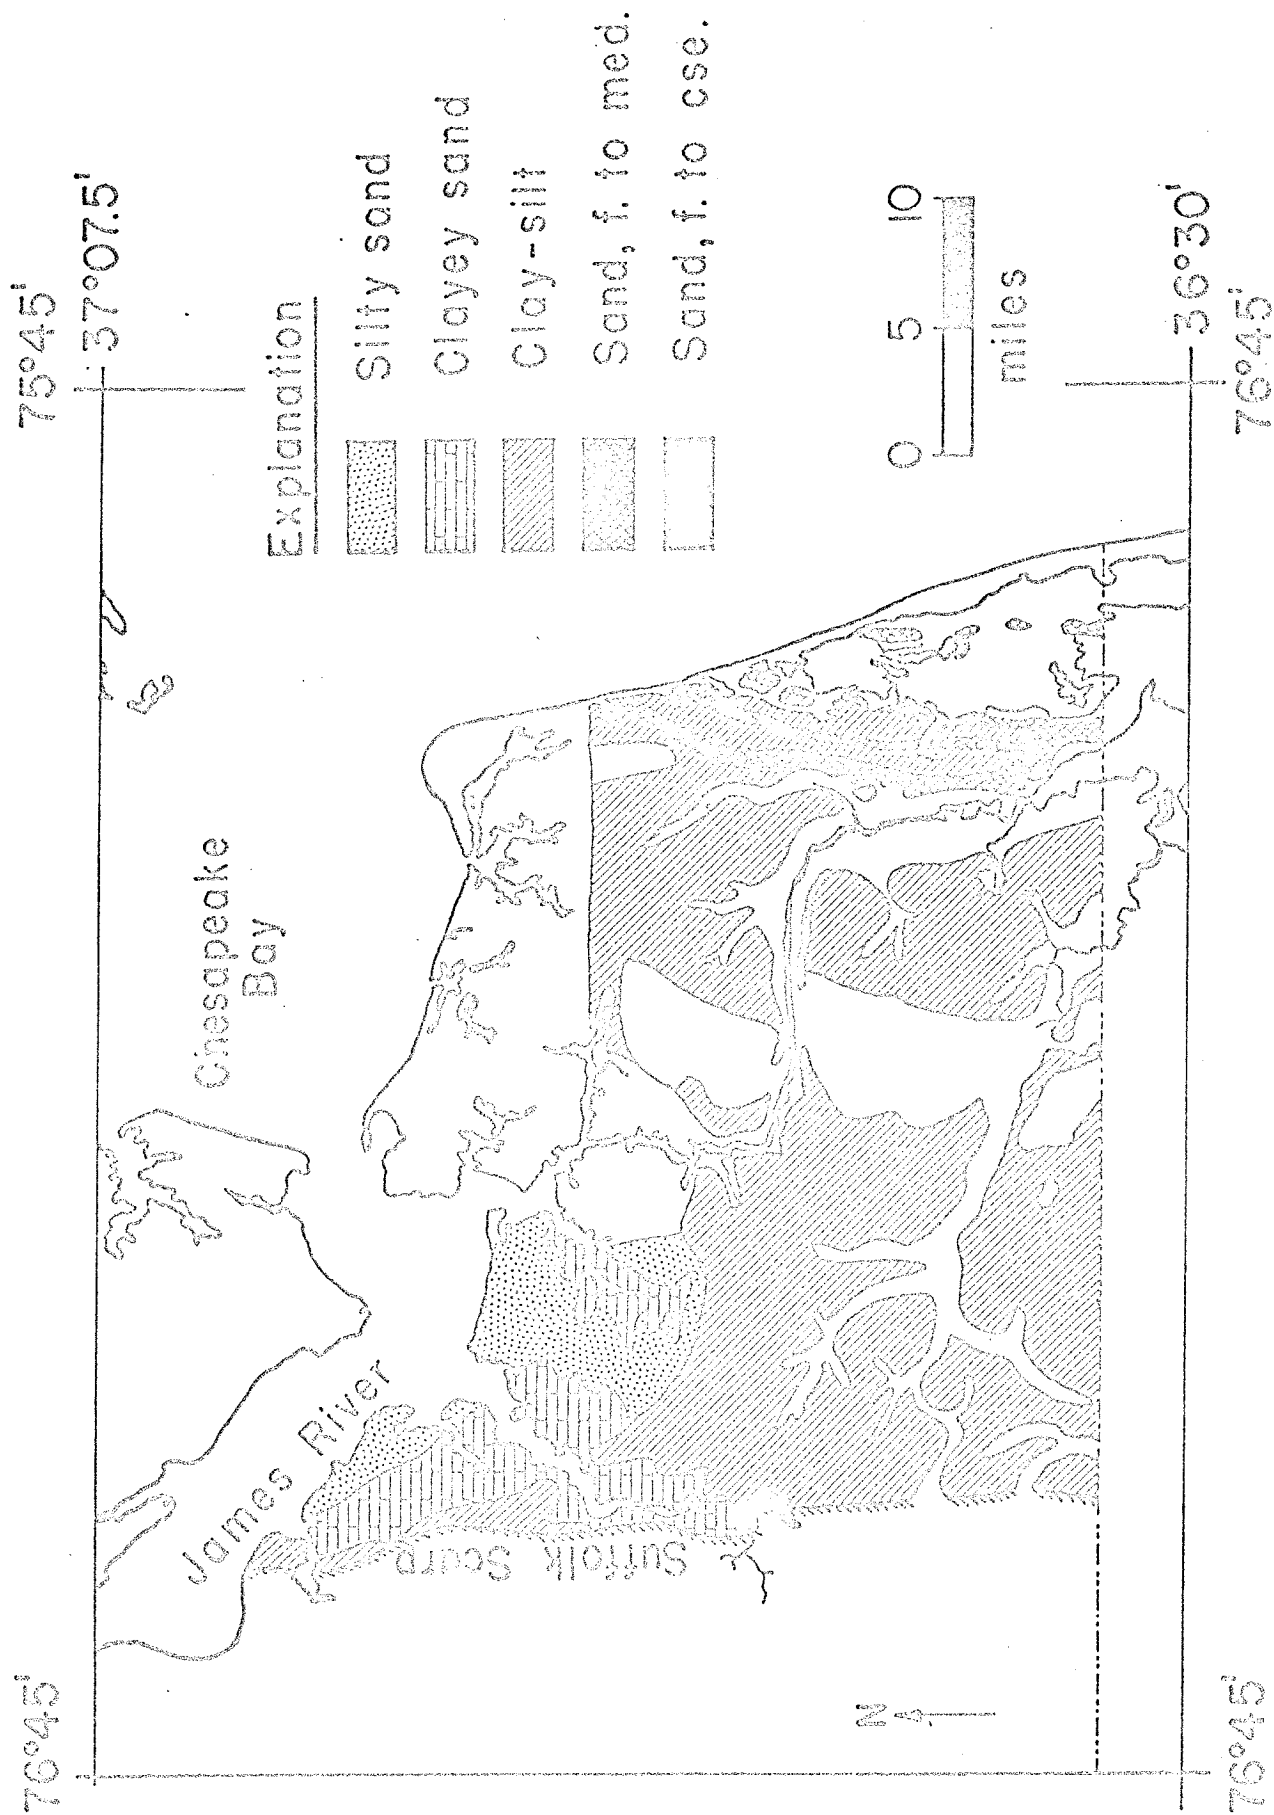 76°45'
75°45'
37°07.5'
Chesapeake
Bay
James River
Suffolk Scarp
Explanation
Silty sand
Clayey sand
Clay-silt
Sand, f. to med.
Sand, f. to cse.
N
0 5 10
miles
36°30'
76°45'
76°45'